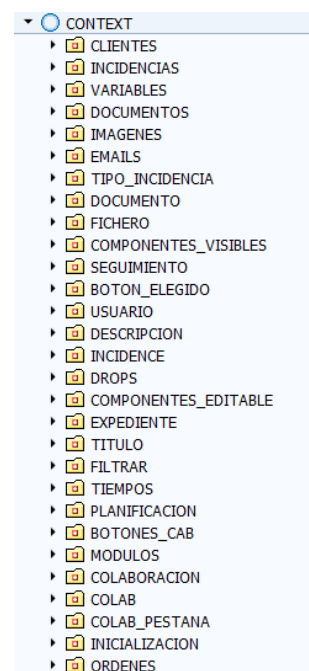 CONTEXT
CLIENTES
INCIDENCIAS
VARIABLES
DOCUMENTOS
IMAGENES
EMAILS
TIPO_INCIDENCIA
DOCUMENTO
FICHERO
COMPONENTES_VISIBLES
SEGUIMIENTO
BOTON_ELEGIDO
USUARIO
DESCRIPCION
INCIDENCE
DROPS
COMPONENTES_EDITABLE
EXPEDIENTE
TITULO
FILTRAR
TIEMPOS
PLANIFICACION
BOTONES_CAB
MODULOS
COLABORACION
COLAB
COLAB_PESTANA
INICIALIZACION
ORDENES